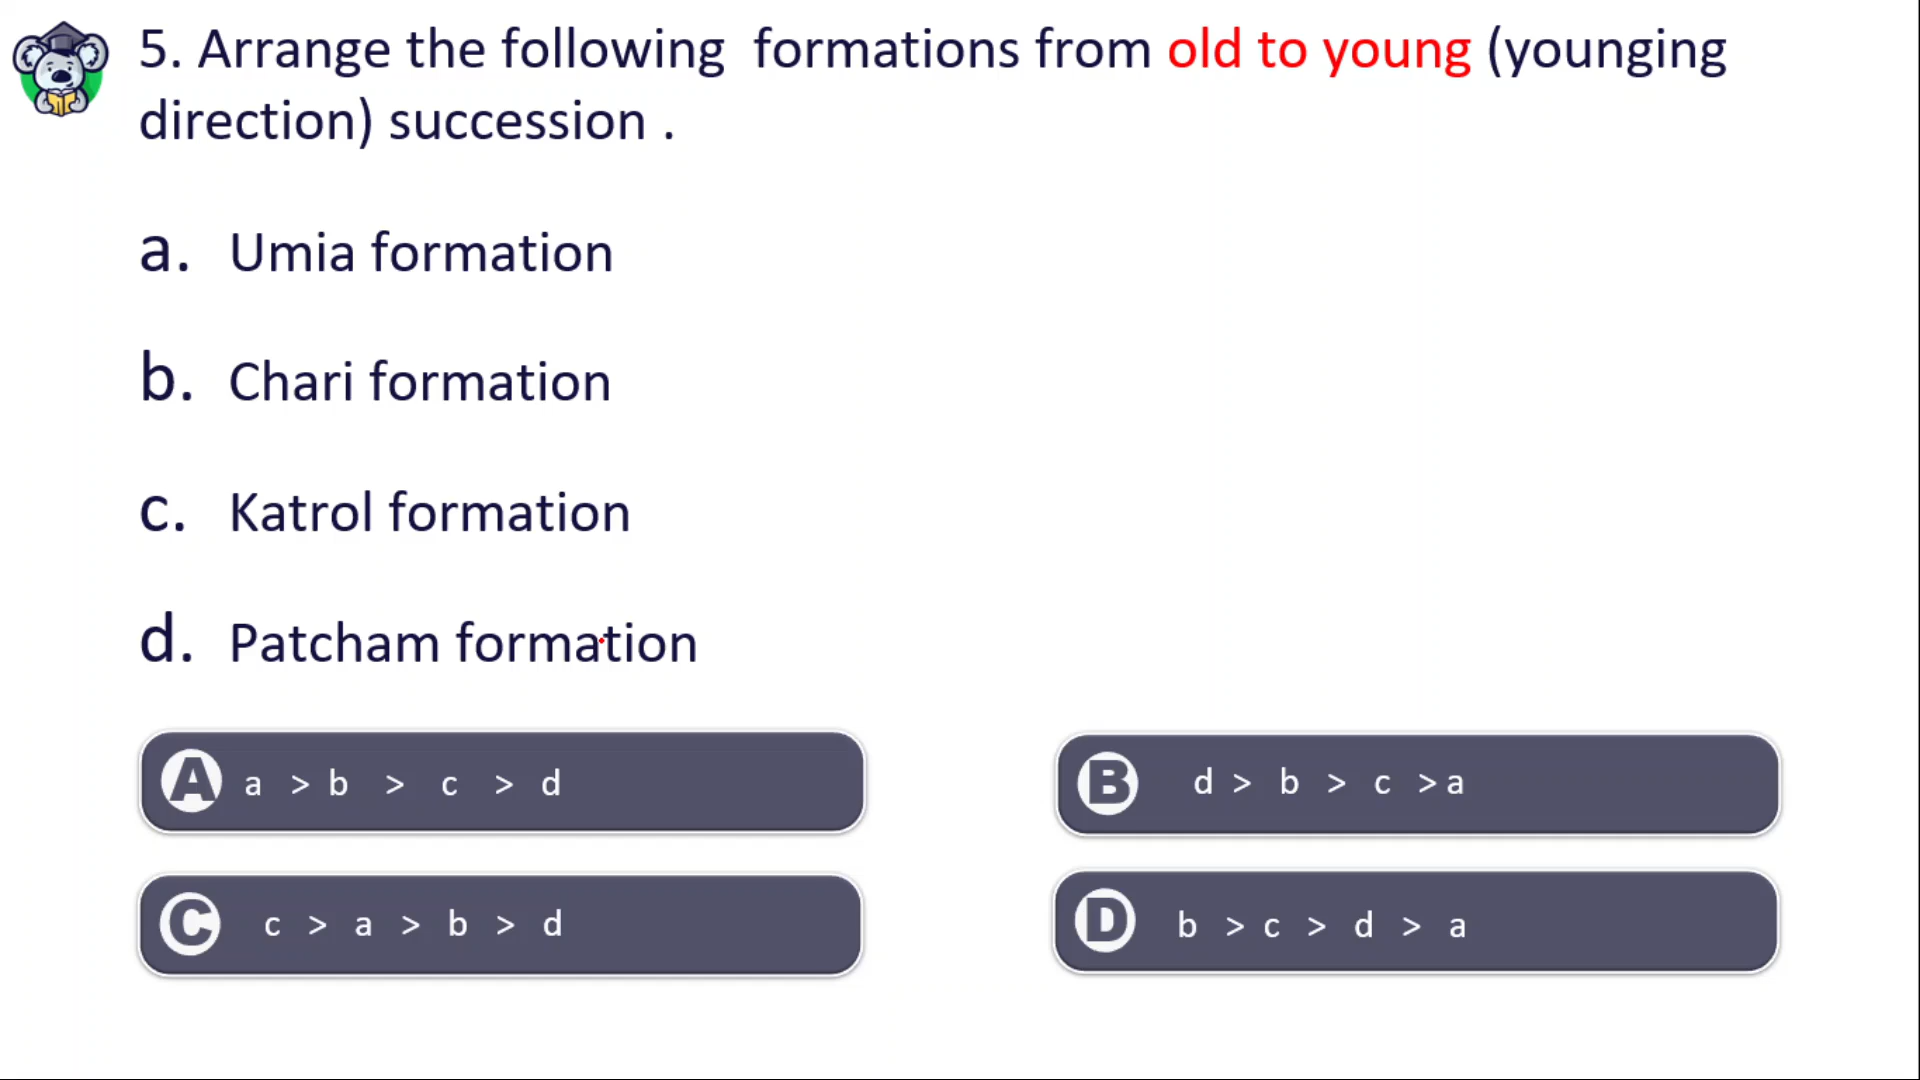 5. Arrange the following formations from old to young (younging
direction) succession .
a. Umia formation
b. Chari formation
c. Katrol formation
d. Patcham formation
A a > b > c > d
B d > b > c > a
C c > a > b > d
D b > c > d > a